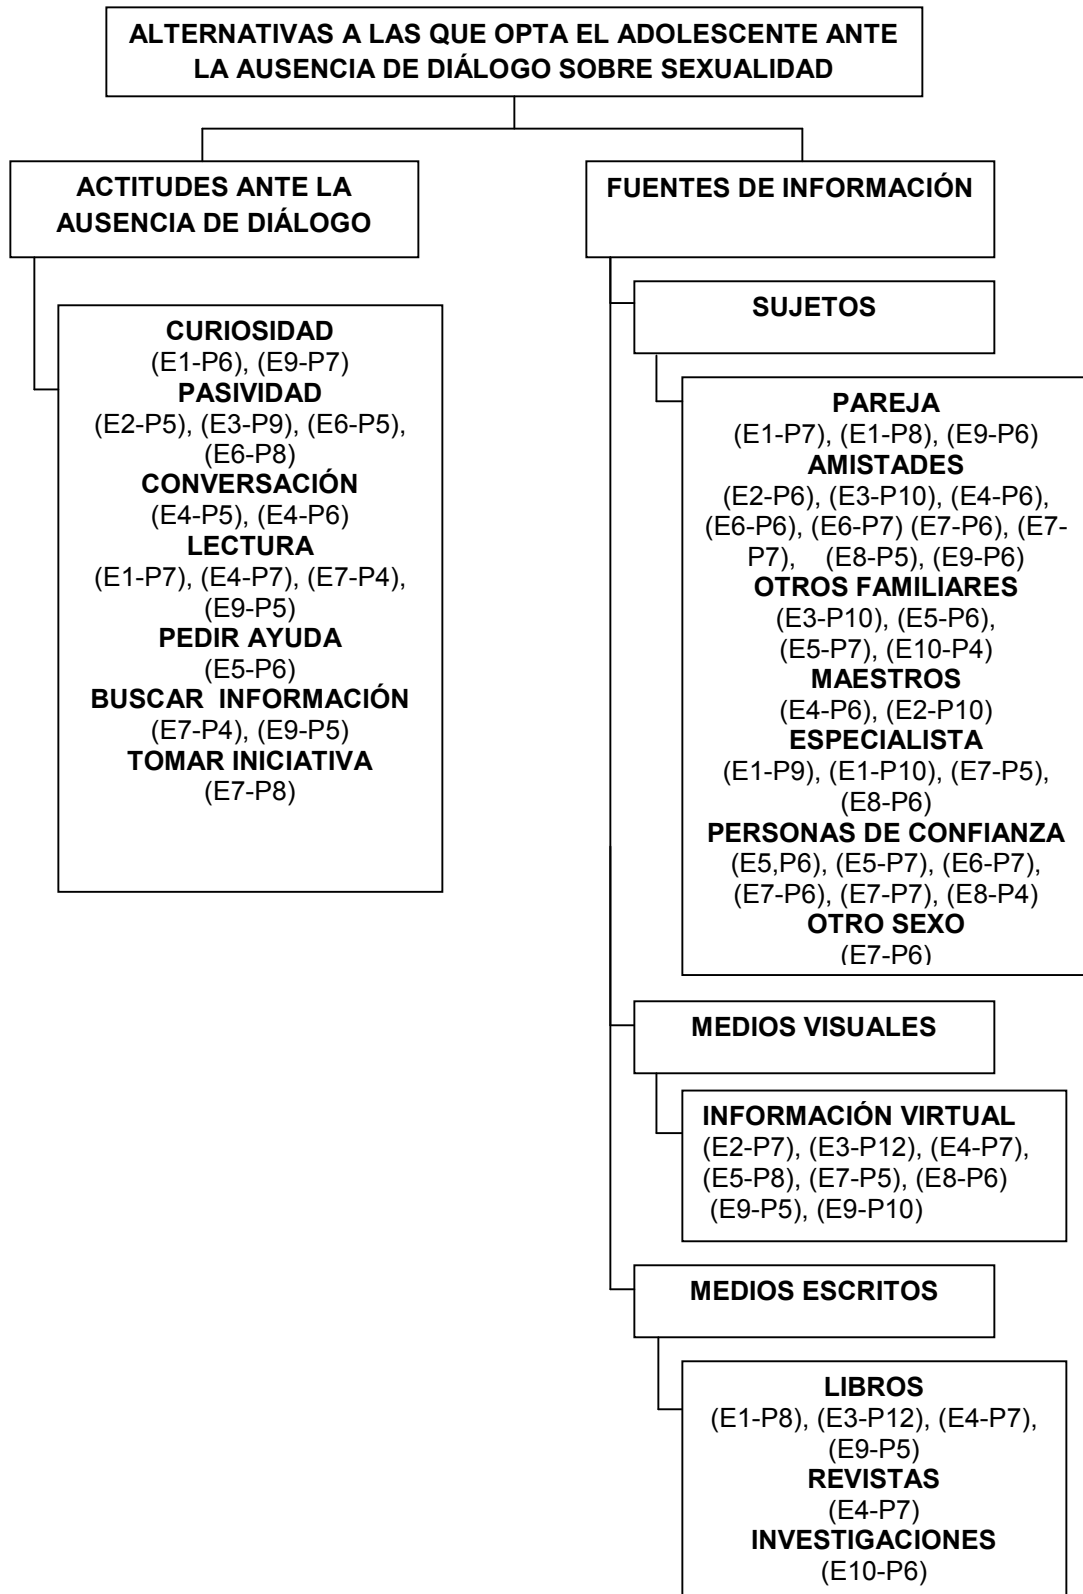 ALTERNATIVAS A LAS QUE OPTA EL ADOLESCENTE ANTE
LA AUSENCIA DE DIÁLOGO SOBRE SEXUALIDAD
ACTITUDES ANTE LA
AUSENCIA DE DIÁLOGO
CURIOSIDAD
(E1-P6), (E9-P7)
PASIVIDAD
(E2-P5), (E3-P9), (E6-P5),
(E6-P8)
CONVERSACIÓN
(E4-P5), (E4-P6)
LECTURA
(E1-P7), (E4-P7), (E7-P4),
(E9-P5)
PEDIR AYUDA
(E5-P6)
BUSCAR INFORMACIÓN
(E7-P4), (E9-P5)
TOMAR INICIATIVA
(E7-P8)
FUENTES DE INFORMACIÓN
SUJETOS
PAREJA
(E1-P7), (E1-P8), (E9-P6)
AMISTADES
(E2-P6), (E3-P10), (E4-P6),
(E6-P6), (E6-P7) (E7-P6), (E7-
P7), (E8-P5), (E9-P6)
OTROS FAMILIARES
(E3-P10), (E5-P6),
(E5-P7), (E10-P4)
MAESTROS
(E4-P6), (E2-P10)
ESPECIALISTA
(E1-P9), (E1-P10), (E7-P5),
(E8-P6)
PERSONAS DE CONFIANZA
(E5,P6), (E5-P7), (E6-P7),
(E7-P6), (E7-P7), (E8-P4)
OTRO SEXO
(E7-P6)
MEDIOS VISUALES
INFORMACIÓN VIRTUAL
(E2-P7), (E3-P12), (E4-P7),
(E5-P8), (E7-P5), (E8-P6)
(E9-P5), (E9-P10)
MEDIOS ESCRITOS
LIBROS
(E1-P8), (E3-P12), (E4-P7),
(E9-P5)
REVISTAS
(E4-P7)
INVESTIGACIONES
(E10-P6)